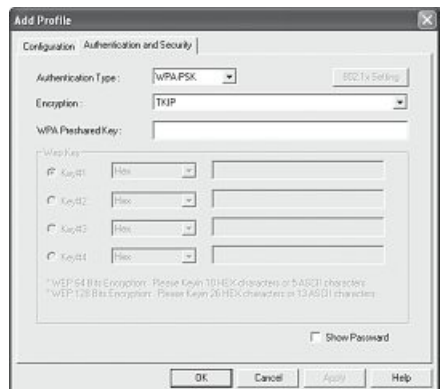 Add Profile
Configuration Authentication and Security
Authentication Type : WPA-PSK 802.1x Setting
Encryption : TKIP
WPA Preshared Key :
Wep Key
Key#1 Hex
Key#2 Hex
Key#3 Hex
Key#4 Hex
* WEP 64 Bits Encryption: Please Keyin 10 HEX characters or 5 ASCII characters
* WEP 128 Bits Encryption: Please Keyin 26 HEX characters or 13 ASCII characters
Show Password
OK Cancel Apply Help